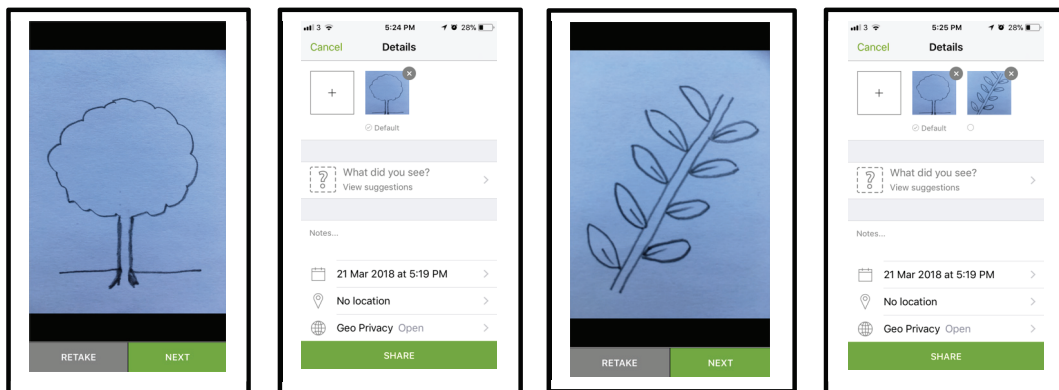 RETAKE NEXT
3 5:24 PM 28%
Cancel Details
+
Default
? What did you see?
View suggestions
Notes...
21 Mar 2018 at 5:19 PM
No location
Geo Privacy Open
SHARE
RETAKE NEXT
3 5:25 PM 28%
Cancel Details
+
Default
? What did you see?
View suggestions
Notes...
21 Mar 2018 at 5:19 PM
No location
Geo Privacy Open
SHARE